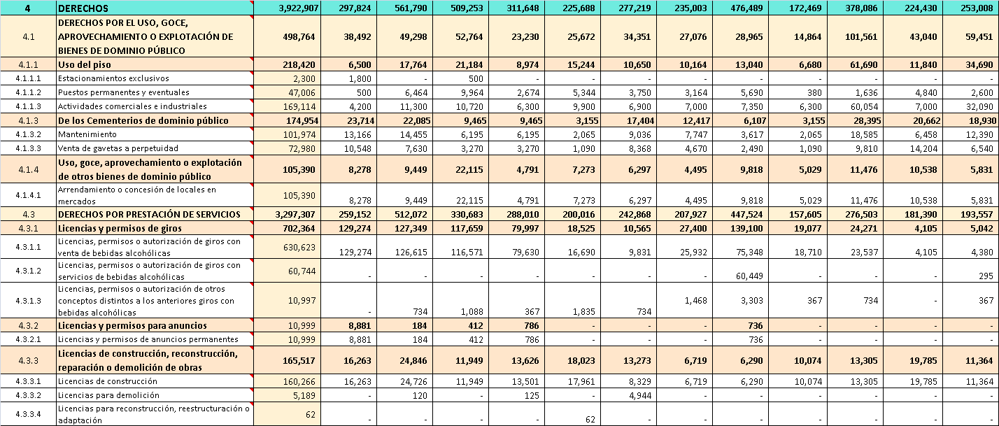 4 DERECHOS 3,922,907 297,824 561,790 509,253 311,648 225,688 277,219 235,003 476,489 172,469 378,086 224,430 253,008
DERECHOS POR EL USO, GOCE,
4.1 APROVECHAMIENTO O EXPLOTACIÓN DE 498,764 38,492 49,298 52,764 23,230 25,672 34,351 27,076 28,965 14,864 101,561 43,040 59,451
BIENES DE DOMINIO PÚBLICO
4.1.1 Uso del piso 218,420 6,500 17,764 21,184 8,974 15,244 10,650 10,164 13,040 6,680 61,690 11,840 34,690
4.1.1.1 Estacionamientos exclusivos 2,300 1,800 - 500 - - - - - - - - -
4.1.1.2 Puestos permanentes y eventuales 47,006 500 6,464 9,964 2,674 5,344 3,750 3,164 5,690 380 1,636 4,840 2,600
4.1.1.3 Actividades comerciales e industriales 169,114 4,200 11,300 10,720 6,300 9,900 6,900 7,000 7,350 6,300 60,054 7,000 32,090
4.1.3 De los Cementerios de dominio público 174,954 23,714 22,085 9,465 9,465 3,155 17,404 12,417 6,107 3,155 28,395 20,662 18,930
4.1.3.2 Mantenimiento 101,974 13,166 14,455 6,195 6,195 2,065 9,036 7,747 3,617 2,065 18,585 6,458 12,390
4.1.3.3 Venta de gavetas a perpetuidad 72,980 10,548 7,630 3,270 3,270 1,090 8,368 4,670 2,490 1,090 9,810 14,204 6,540
Uso, goce, aprovechamiento o explotación
4.1.4 105,390 8,278 9,449 22,115 4,791 7,273 6,297 4,495 9,818 5,029 11,476 10,538 5,831
de otros bienes de dominio público
Arrendamiento o concesión de locales en
4.1.4.1 105,390
mercados 8,278 9,449 22,115 4,791 7,273 6,297 4,495 9,818 5,029 11,476 10,538 5,831
4.3 DERECHOS POR PRESTACIÓN DE SERVICIOS 3,297,307 259,152 512,072 330,683 288,010 200,016 242,868 207,927 447,524 157,605 276,503 181,390 193,557
4.3.1 Licencias y permisos de giros 702,364 129,274 127,349 117,659 79,997 18,525 10,565 27,400 139,100 19,077 24,271 4,105 5,042
Licencias, permisos o autorización de giros con
4.3.1.1 630,623
venta de bebidas alcohólicas 129,274 126,615 116,571 79,630 16,690 9,831 25,932 75,348 18,710 23,537 4,105 4,380
Licencias, permisos o autorización de giros con
4.3.1.2 60,744
servicios de bebidas alcohólicas - - - - - - - 60,449 - - - 295
Licencias, permisos o autorización de otros
4.3.1.3 conceptos distintos a los anteriores giros con 10,997 1,468 3,303 367 734 - 367
bebidas alcohólicas - 734 1,088 367 1,835 734
4.3.2 Licencias y permisos para anuncios 10,999 8,881 184 412 786 - - - 736 - - - -
4.3.2.1 Licencias y permisos de anuncios permanentes 10,999 8,881 184 412 786 - - - 736 - - - -
Licencias de construcción, reconstrucción,
4.3.3 165,517 16,263 24,846 11,949 13,626 18,023 13,273 6,719 6,290 10,074 13,305 19,785 11,364
reparación o demolición de obras
4.3.3.1 Licencias de construcción 160,266 16,263 24,726 11,949 13,501 17,961 8,329 6,719 6,290 10,074 13,305 19,785 11,364
4.3.3.2 Licencias para demolición 5,189 - 120 - 125 - 4,944 - - - - - -
Licencias para reconstrucción, reestructuración o
4.3.3.4 62
adaptación - - - - 62 - - - - - - -